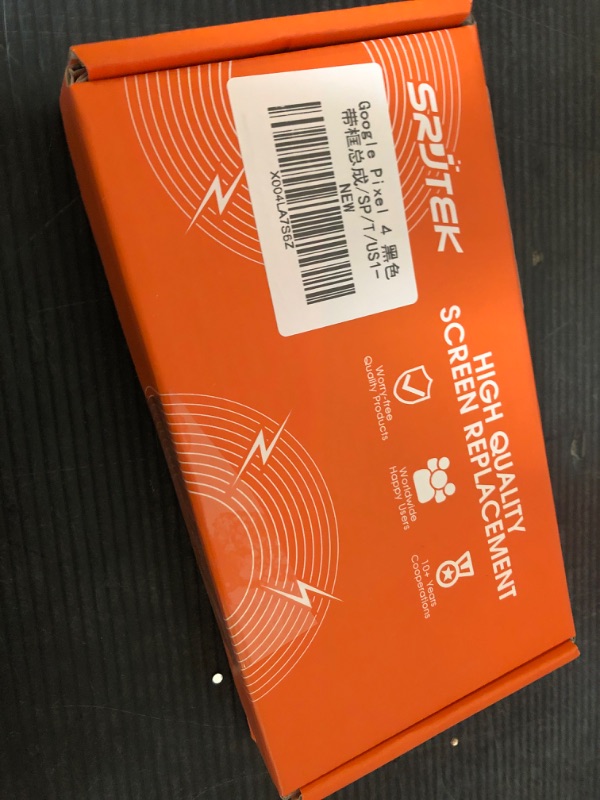 SRJTEK
HIGH QUALITY
SCREEN REPLACEMENT
Worry-free
Quality Products
Worldwide
Happy Users
10+ Years
Cooperations
Google Pixel 4 黑色
带框总成/SP/T/US1-
NEW
X004LA7S6Z